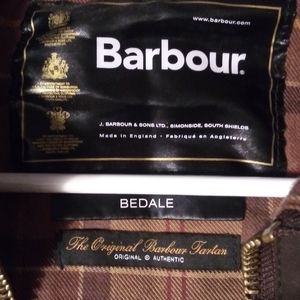 www.barbour.com
Barbour®
J. BARBOUR & SONS LTD., SIMONSIDE, SOUTH SHIELDS
Made in England • Fabriqué en Angleterre
BEDALE
The Original Barbour Tartan
ORIGINAL & AUTHENTIC